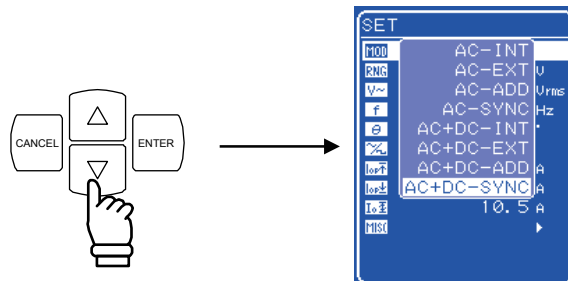 SET
CANCEL
ENTER
MOD AC-INT
RNG AC-EXT V
V~ AC-ADD Vrms
f AC-SYNC Hz
θ AC+DC-INT °
AC+DC-EXT
AC+DC-ADD A
AC+DC-SYNC A
10.5 A
MISC